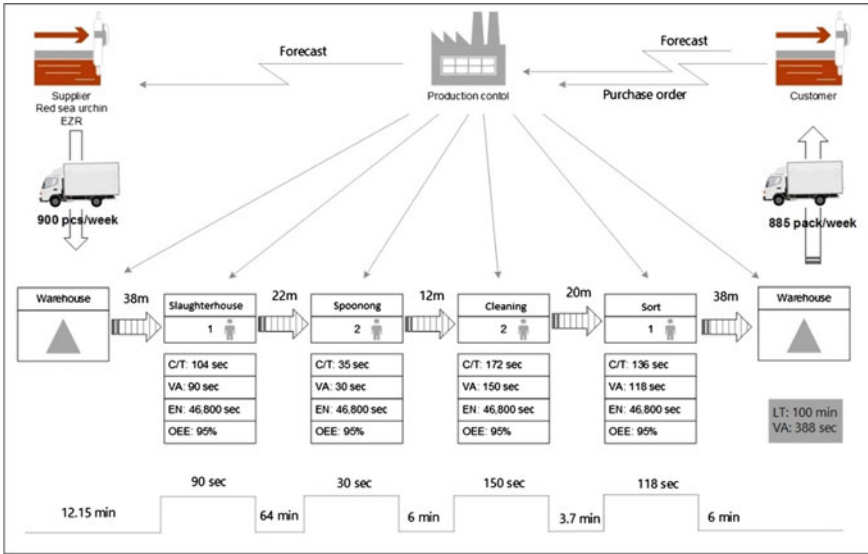 Forecast
Forecast
Supplier
Red sea urchin
EZR
Production contol
Purchase order
Customer
900 pcs/week
885 pack/week
Warehouse
38m
Slaughterhouse
1
22m
Spoonong
2
12m
Cleaning
2
20m
Sort
1
38m
Warehouse
C/T: 104 sec
VA: 90 sec
EN: 46,800 sec
OEE: 95%
C/T: 35 sec
VA: 30 sec
EN: 46,800 sec
OEE: 95%
C/T: 172 sec
VA: 150 sec
EN: 46,800 sec
OEE: 95%
C/T: 136 sec
VA: 118 sec
EN: 46,800 sec
OEE: 95%
LT: 100 min
VA: 388 sec
12.15 min
90 sec
64 min
30 sec
6 min
150 sec
3.7 min
118 sec
6 min